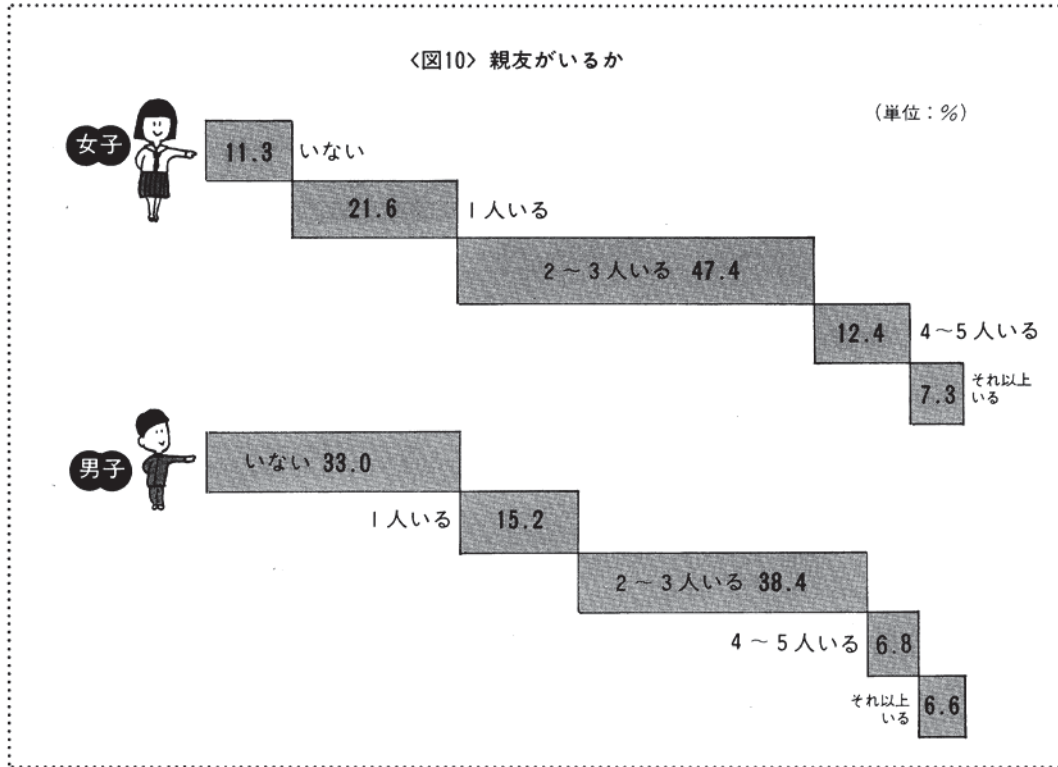 〈図10〉 親友がいるか
(単位：%)
女子
11.3 いない
21.6 1人いる
2～3人いる 47.4
12.4 4～5人いる
7.3 それ以上
いる
男子
いない 33.0
1人いる 15.2
2～3人いる 38.4
4～5人いる 6.8
それ以上
いる 6.6